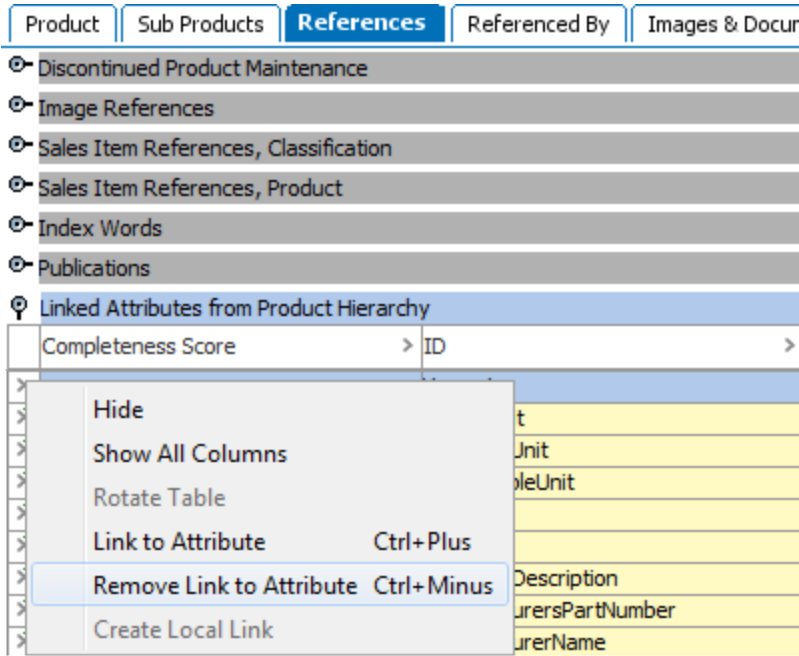 Product Sub Products References Referenced By Images & Docum
Discontinued Product Maintenance
Image References
Sales Item References, Classification
Sales Item References, Product
Index Words
Publications
Linked Attributes from Product Hierarchy
Completeness Score > ID >
Hide
t
Show All Columns
Unit
Rotate Table
bleUnit
Link to Attribute Ctrl+Plus
Remove Link to Attribute Ctrl+Minus
Description
urersPartNumber
Create Local Link
urerName